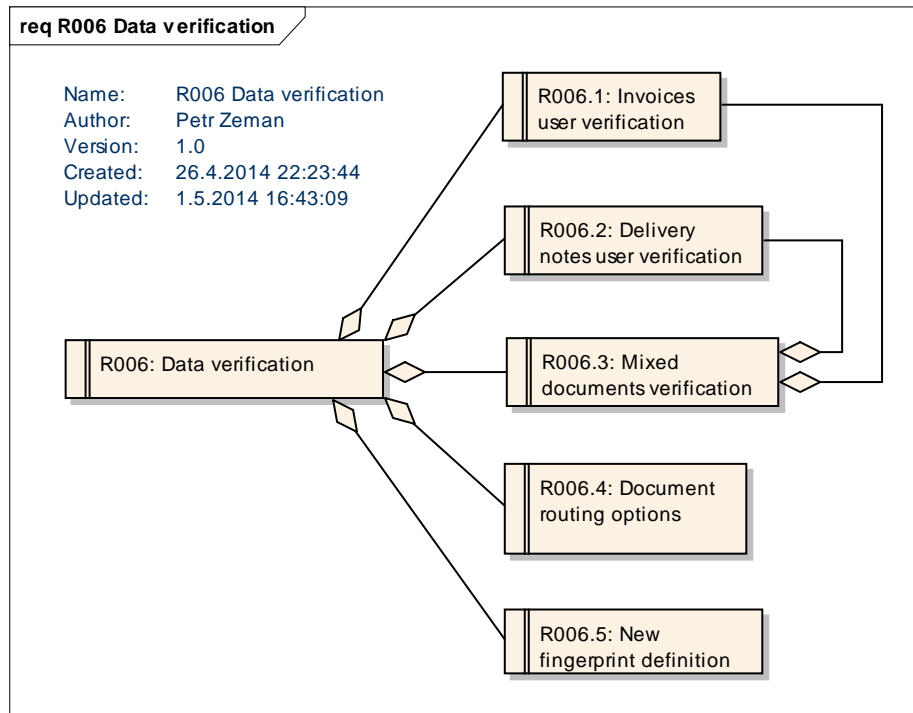 req R006 Data verification
Name: R006 Data verification
Author: Petr Zeman
Version: 1.0
Created: 26.4.2014 22:23:44
Updated: 1.5.2014 16:43:09
R006.1: Invoices
user verification
R006.2: Delivery
notes user verification
R006: Data verification
R006.3: Mixed
documents verification
R006.4: Document
routing options
R006.5: New
fingerprint definition